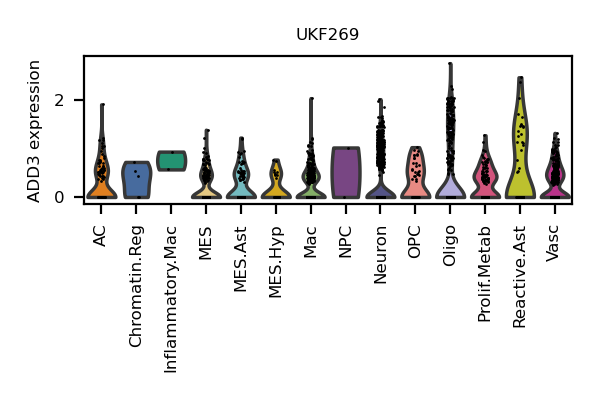 UKF269
ADD3 expression
2
0
AC
Chromatin.Reg
Inflammatory.Mac
MES
MES.Ast
MES.Hyp
Mac
NPC
Neuron
OPC
Oligo
Prolif.Metab
Reactive.Ast
Vasc